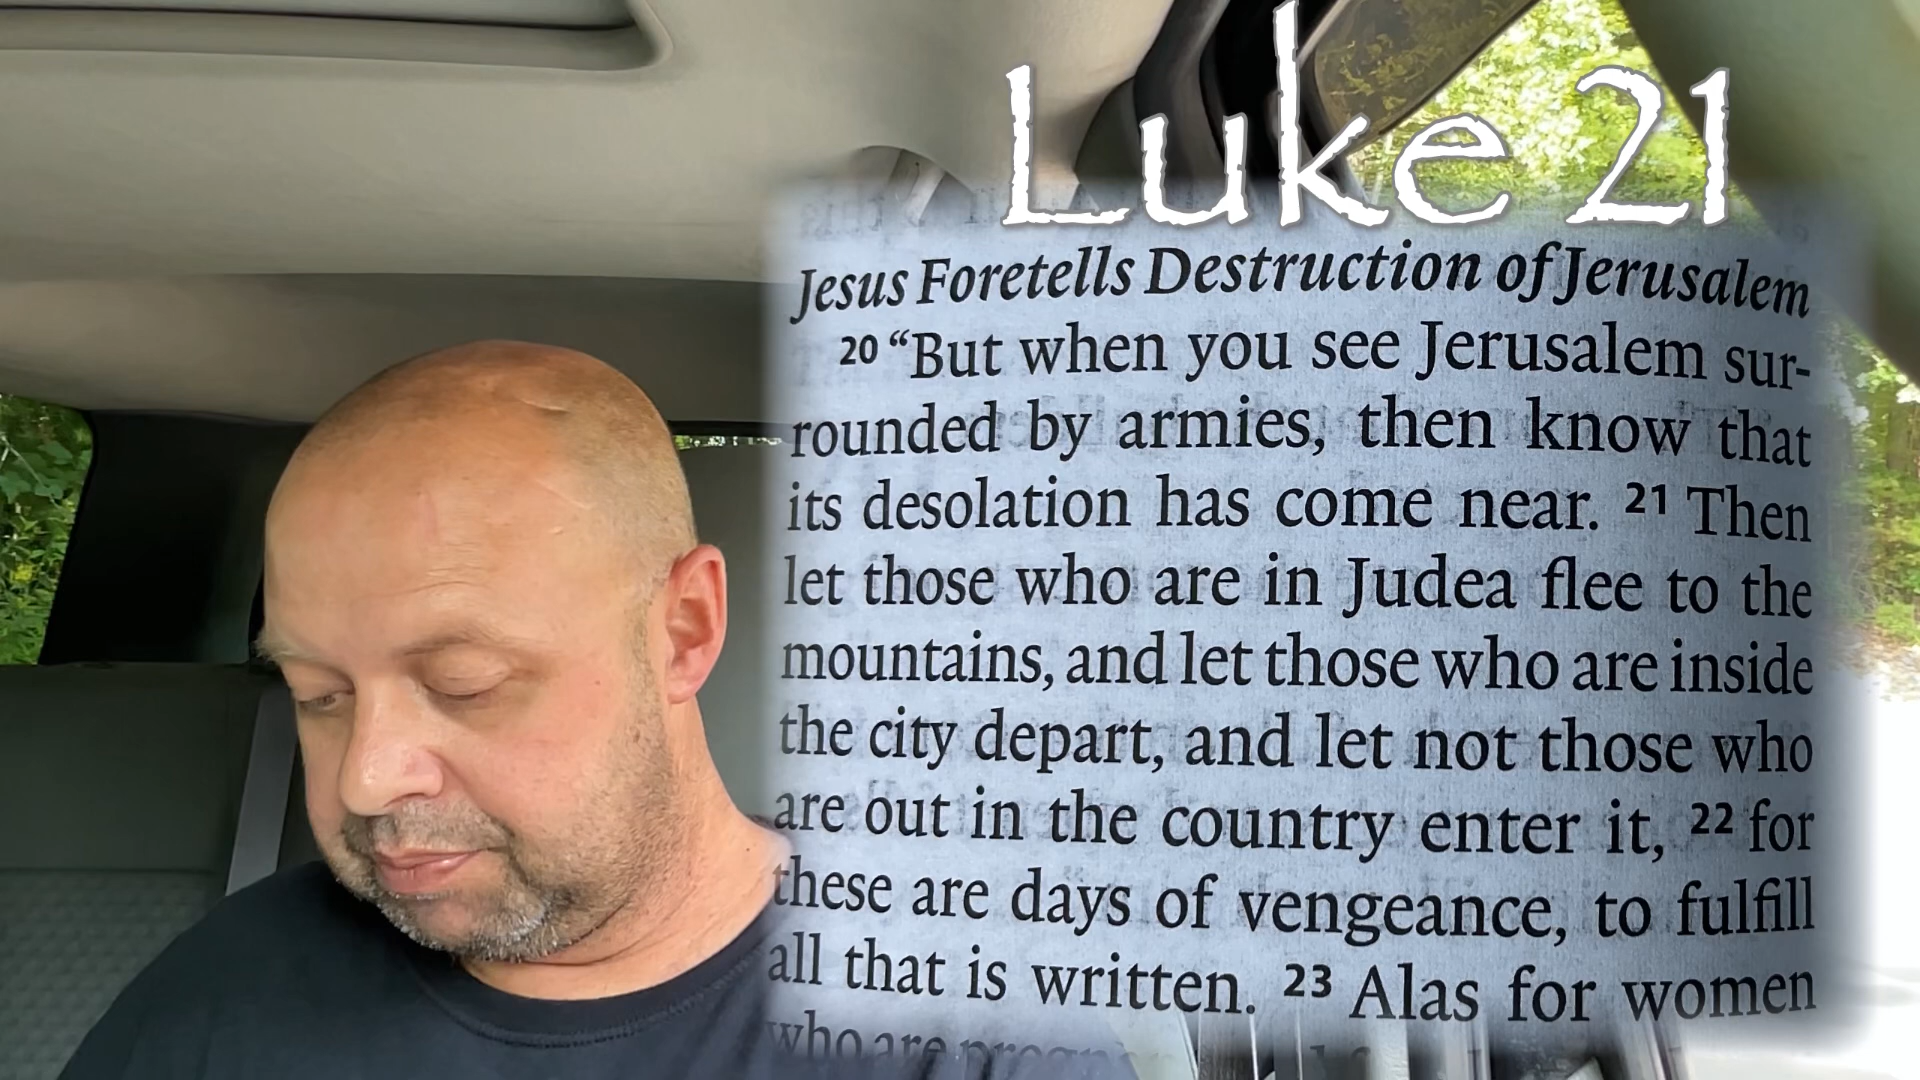 Luke 21
Jesus Foretells Destruction of Jerusalem
20 “But when you see Jerusalem sur-
rounded by armies, then know that
its desolation has come near. 21 Then
let those who are in Judea flee to the
mountains, and let those who are inside
the city depart, and let not those who
are out in the country enter it, 22 for
these are days of vengeance, to fulfill
all that is written. 23 Alas for women
who are